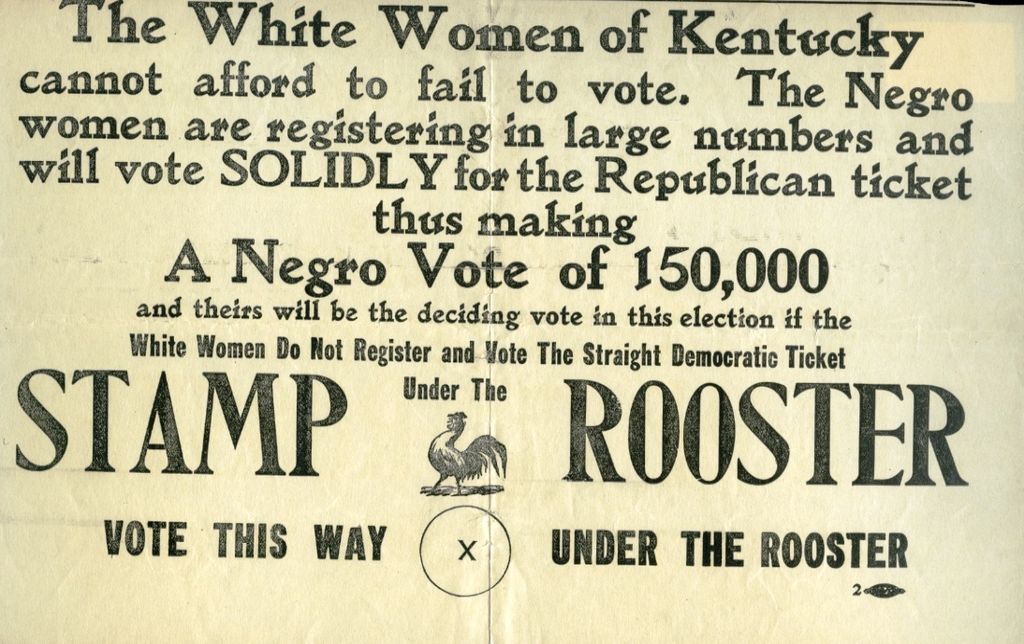 The White Women of Kentucky
cannot afford to fail to vote. The Negro
women are registering in large numbers and
will vote SOLIDLY for the Republican ticket
thus making
A Negro Vote of 150,000
and theirs will be the deciding vote in this election if the
White Women Do Not Register and Vote The Straight Democratic Ticket
STAMP Under The ROOSTER
VOTE THIS WAY X UNDER THE ROOSTER
2